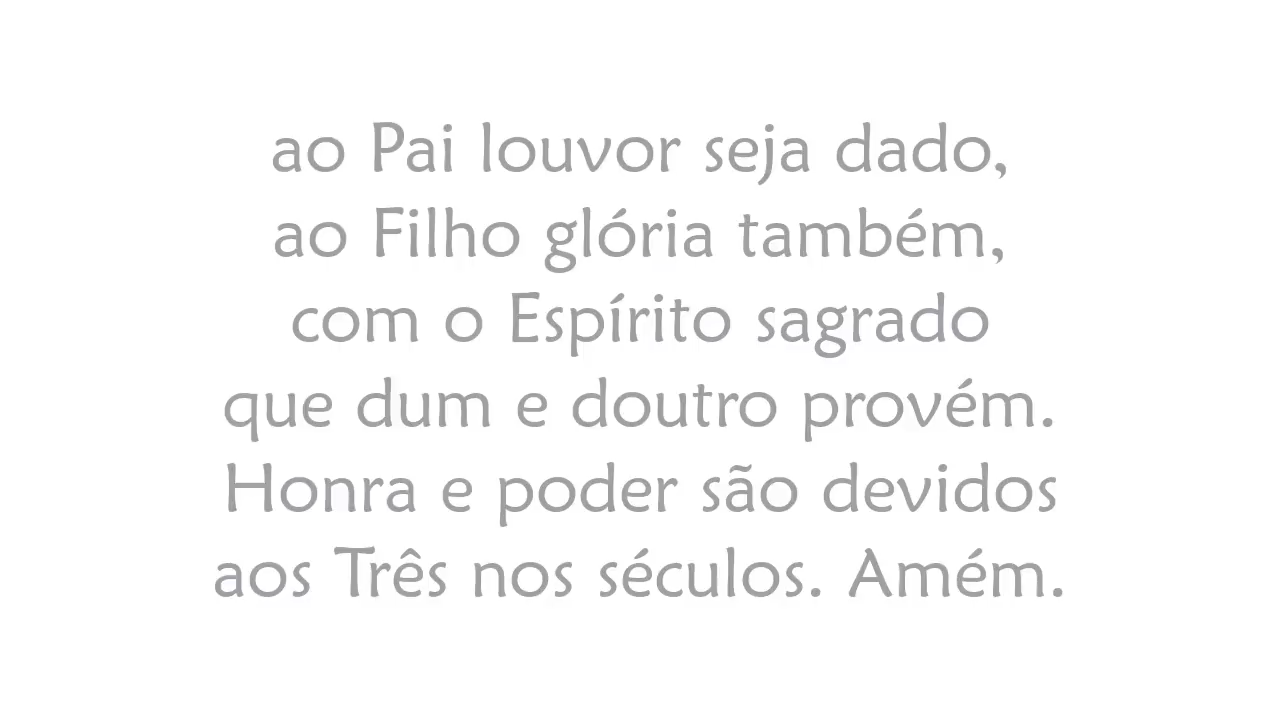 ao Pai louvor seja dado,
ao Filho glória também,
com o Espírito sagrado
que dum e doutro provém.
Honra e poder são devidos
aos Três nos séculos. Amém.